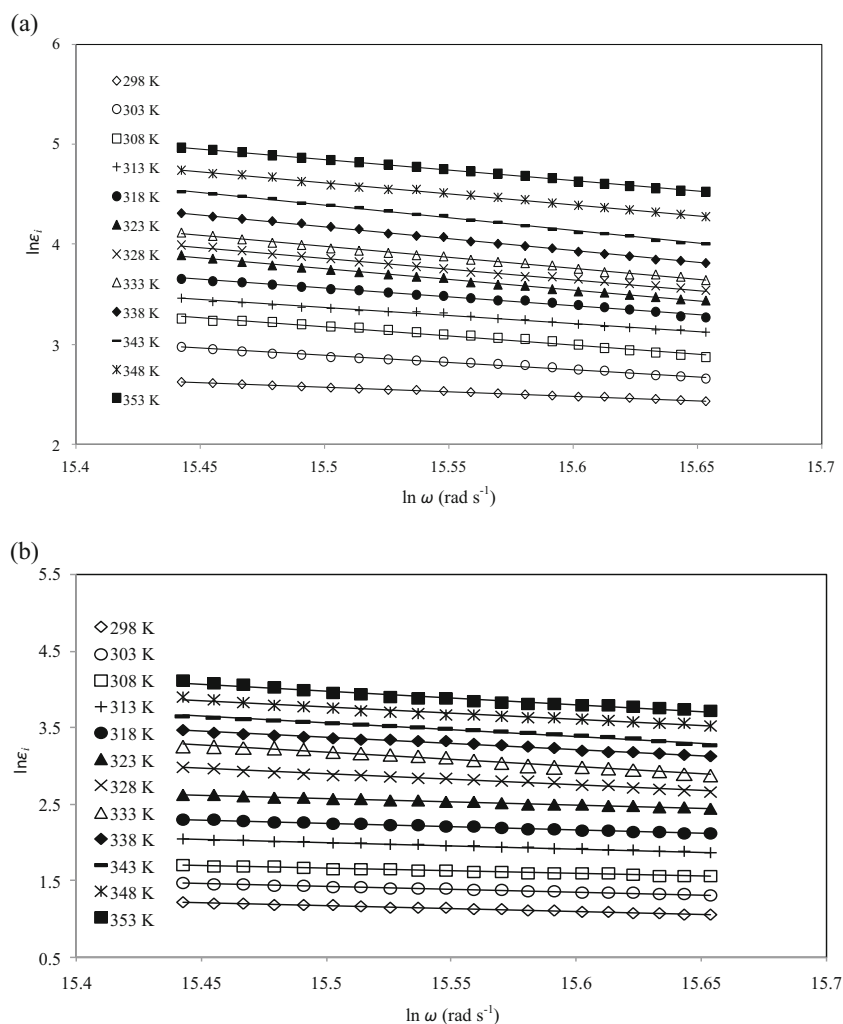 (a)
6
5
4
3
2
lnεᵢ
298 K
303 K
308 K
313 K
318 K
323 K
328 K
333 K
338 K
343 K
348 K
353 K
15.4 15.45 15.5 15.55 15.6 15.65 15.7
ln ω (rad s⁻¹)
(b)
5.5
4.5
3.5
2.5
1.5
0.5
lnεᵢ
298 K
303 K
308 K
313 K
318 K
323 K
328 K
333 K
338 K
343 K
348 K
353 K
15.4 15.45 15.5 15.55 15.6 15.65 15.7
ln ω (rad s⁻¹)